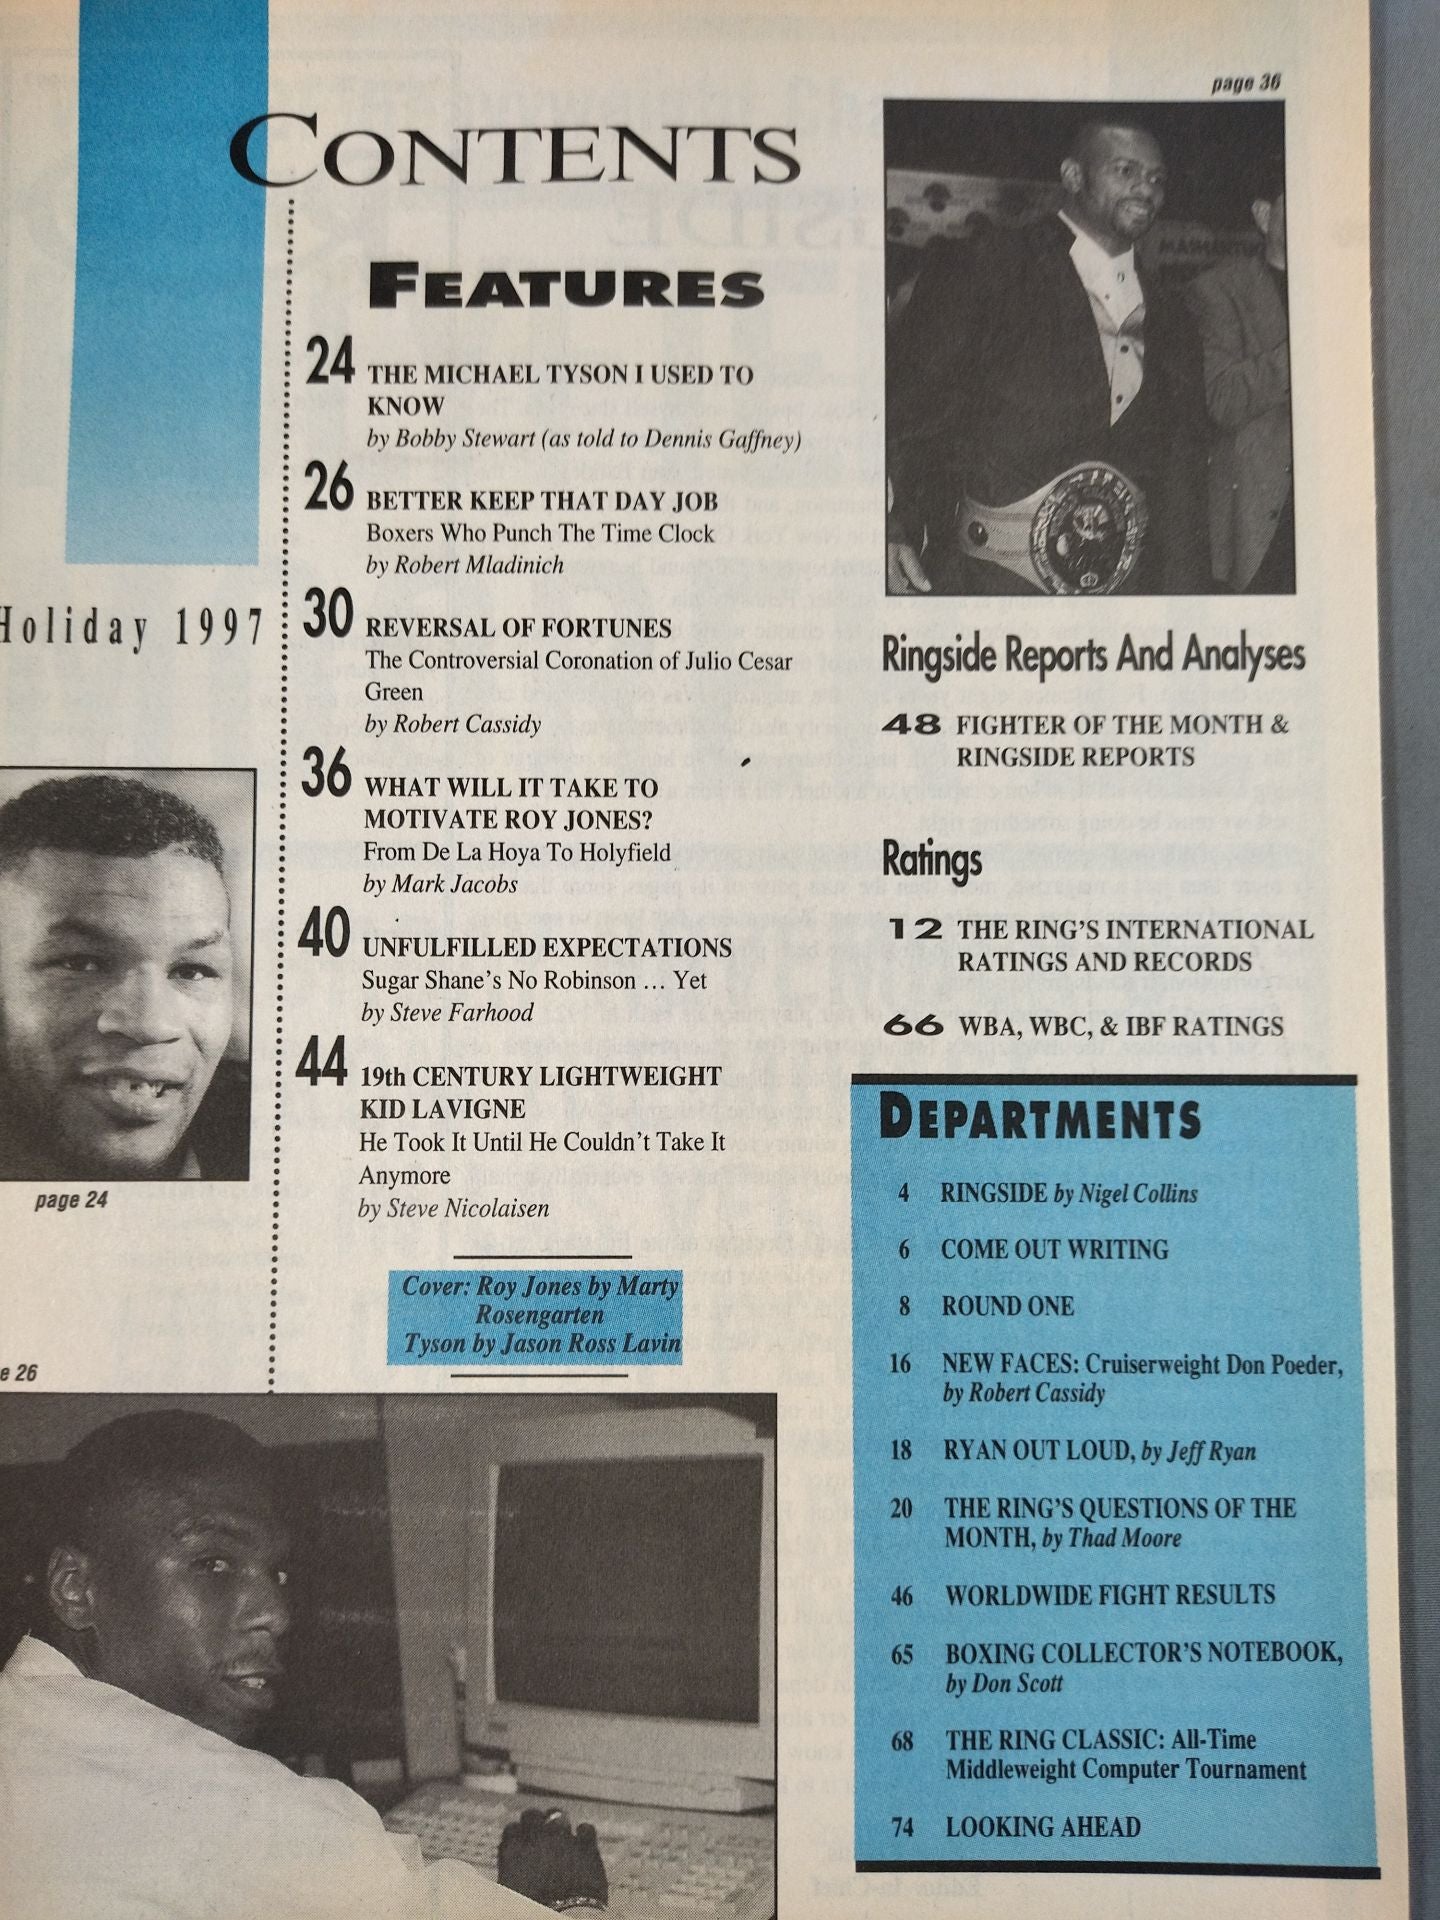 CONTENTS
Holiday 1997
FEATURES
24 THE MICHAEL TYSON I USED TO
KNOW
by Bobby Stewart (as told to Dennis Gaffney)
26 BETTER KEEP THAT DAY JOB
Boxers Who Punch The Time Clock
by Robert Mladinich
30 REVERSAL OF FORTUNES
The Controversial Coronation of Julio Cesar
Green
by Robert Cassidy
36 WHAT WILL IT TAKE TO
MOTIVATE ROY JONES?
From De La Hoya To Holyfield
by Mark Jacobs
40 UNFULFILLED EXPECTATIONS
Sugar Shane's No Robinson ... Yet
by Steve Farhood
44 19th CENTURY LIGHTWEIGHT
KID LAVIGNE
He Took It Until He Couldn't Take It
Anymore
by Steve Nicolaisen
Cover: Roy Jones by Marty
Rosengarten
Tyson by Jason Ross Lavin
page 24
e 26
page 36
Ringside Reports And Analyses
48 FIGHTER OF THE MONTH &
RINGSIDE REPORTS
Ratings
12 THE RING'S INTERNATIONAL
RATINGS AND RECORDS
66 WBA, WBC, & IBF RATINGS
DEPARTMENTS
4 RINGSIDE by Nigel Collins
6 COME OUT WRITING
8 ROUND ONE
16 NEW FACES: Cruiserweight Don Poeder,
by Robert Cassidy
18 RYAN OUT LOUD, by Jeff Ryan
20 THE RING'S QUESTIONS OF THE
MONTH, by Thad Moore
46 WORLDWIDE FIGHT RESULTS
65 BOXING COLLECTOR'S NOTEBOOK,
by Don Scott
68 THE RING CLASSIC: All-Time
Middleweight Computer Tournament
74 LOOKING AHEAD